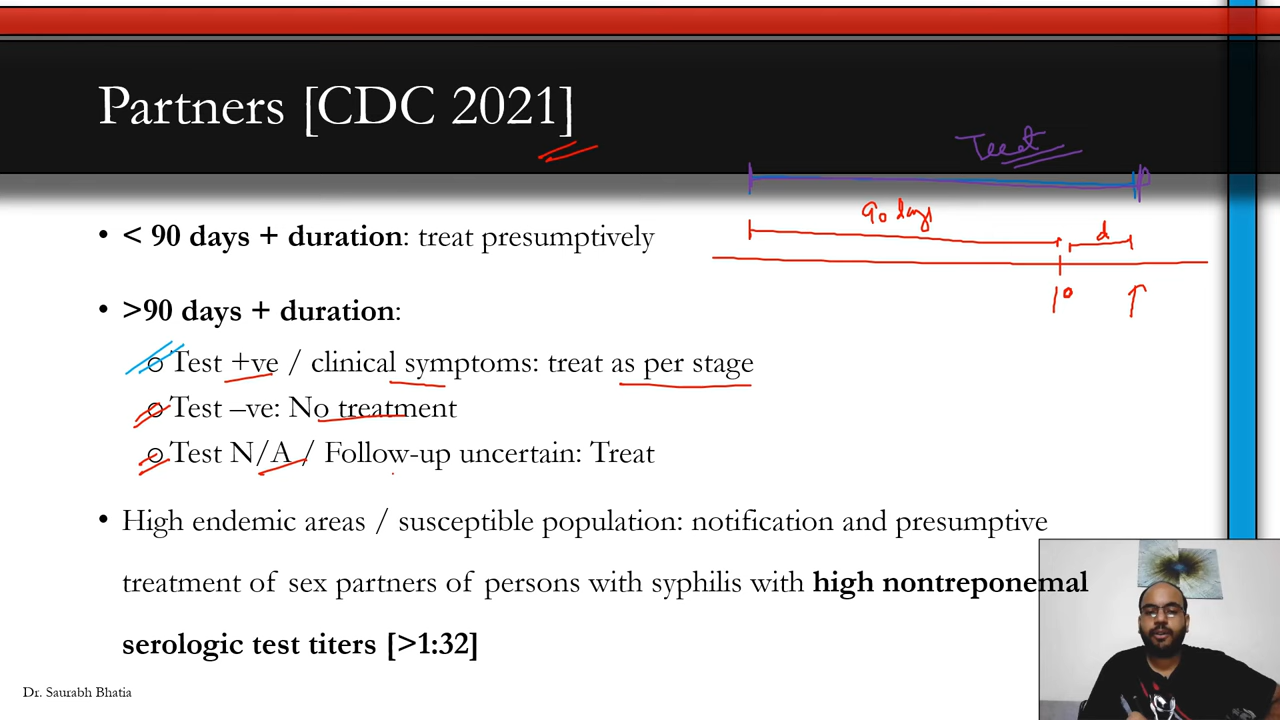 Partners [CDC 2021]
Treat
90 days
d
1°
• < 90 days + duration: treat presumptively
• >90 days + duration:
o Test +ve / clinical symptoms: treat as per stage
o Test –ve: No treatment
o Test N/A / Follow-up uncertain: Treat
• High endemic areas / susceptible population: notification and presumptive
treatment of sex partners of persons with syphilis with high nontreponemal
serologic test titers [>1:32]
Dr. Saurabh Bhatia